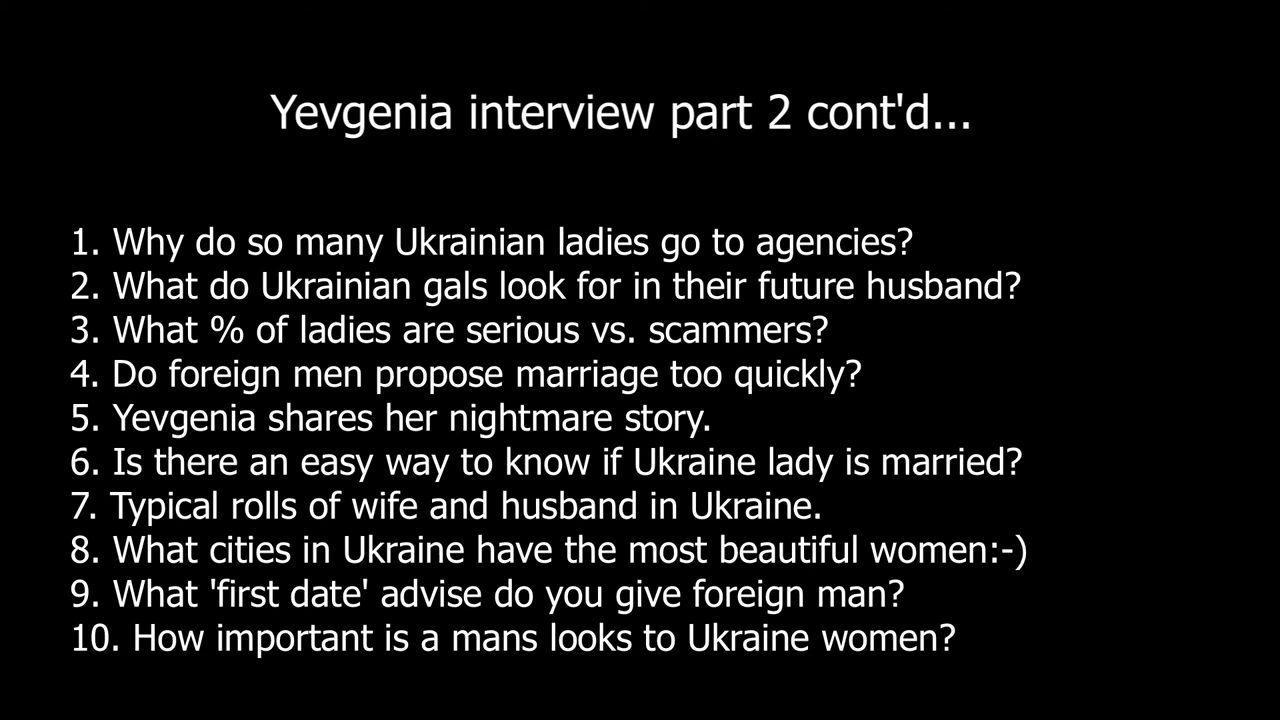 Yevgenia interview part 2 cont'd...
1. Why do so many Ukrainian ladies go to agencies?
2. What do Ukrainian gals look for in their future husband?
3. What % of ladies are serious vs. scammers?
4. Do foreign men propose marriage too quickly?
5. Yevgenia shares her nightmare story.
6. Is there an easy way to know if Ukraine lady is married?
7. Typical rolls of wife and husband in Ukraine.
8. What cities in Ukraine have the most beautiful women:-)
9. What 'first date' advise do you give foreign man?
10. How important is a mans looks to Ukraine women?